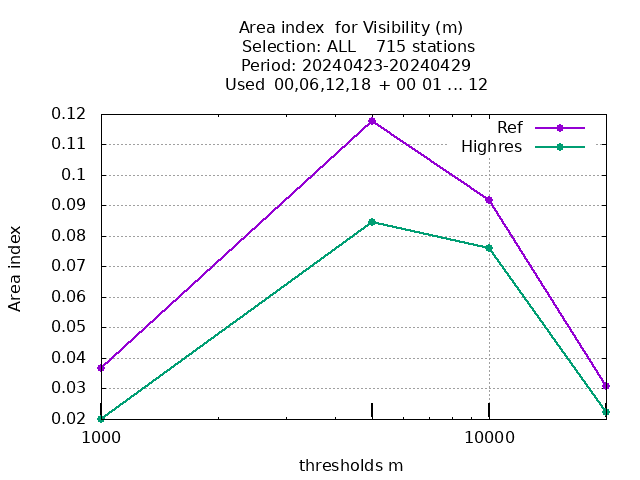 Area index  for Visibility (m)
Selection: ALL    715 stations
Period: 20240423-20240429
Used  00,06,12,18  + 00 01 ... 12
Ref
Highres
0.12
0.11
0.1
0.09
0.08
0.07
0.06
0.05
0.04
0.03
0.02
Area index
1000
10000
thresholds m